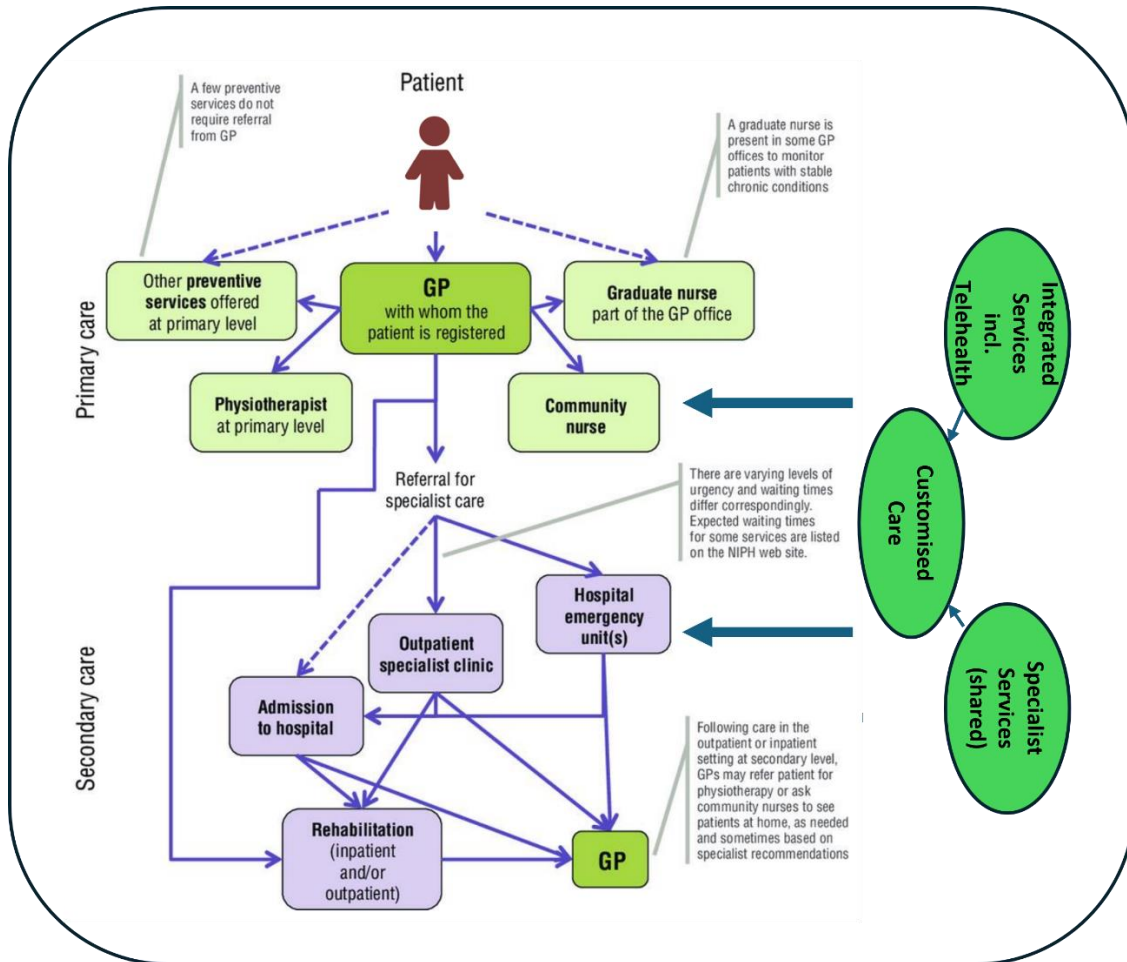 Patient
A few preventive
services do not
require referral
from GP
A graduate nurse is
present in some GP
offices to monitor
patients with stable
chronic conditions
Primary care
Other preventive
services offered
at primary level
GP
with whom the
patient is registered
Graduate nurse
part of the GP office
Physiotherapist
at primary level
Community
nurse
Referral for
specialist care
There are varying levels of
urgency and waiting times
differ correspondingly.
Expected waiting times
for some services are listed
on the NIPH web site.
Secondary care
Hospital
emergency
unit(s)
Outpatient
specialist clinic
Admission
to hospital
Rehabilitation
(inpatient
and/or
outpatient)
GP
Following care in the
outpatient or inpatient
setting at secondary level,
GPs may refer patient for
physiotherapy or ask
community nurses to see
patients at home, as needed
and sometimes based on
specialist recommendations
Integrated
Services
incl.
Telehealth
Customised
Care
Specialist
Services
(shared)